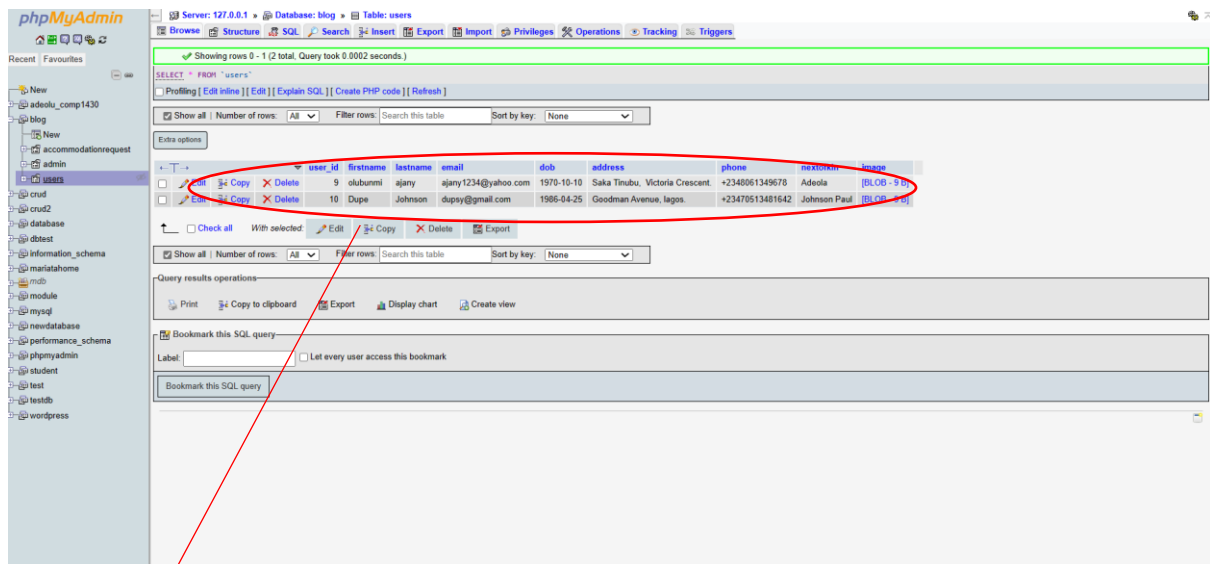 phpMyAdmin
Recent Favourites
New
adeolu_comp1430
blog
New
accommodationrequest
admin
users
crud
crud2
database
dbtest
information_schema
mariatahome
mdb
module
mysql
newdatabase
performance_schema
phpmyadmin
student
test
testdb
wordpress
Server: 127.0.0.1 » Database: blog » Table: users
Browse Structure SQL Search Insert Export Import Privileges Operations Tracking Triggers
Showing rows 0 - 1 (2 total, Query took 0.0002 seconds.)
SELECT * FROM `users`
Profiling [ Edit inline ] [ Edit ] [ Explain SQL ] [ Create PHP code ] [ Refresh ]
Show all | Number of rows: All Filter rows: Search this table Sort by key: None
Extra options
user_id firstname lastname email dob address phone nextofkin image
Edit Copy Delete 9 olubunmi ajany ajany1234@yahoo.com 1970-10-10 Saka Tinubu, Victoria Crescent. +2348061349678 Adeola [BLOB - 9 B]
Edit Copy Delete 10 Dupe Johnson dupsy@gmail.com 1986-04-25 Goodman Avenue, lagos. +23470513481642 Johnson Paul [BLOB - 9 B]
Check all With selected: Edit Copy Delete Export
Show all | Number of rows: All Filter rows: Search this table Sort by key: None
Query results operations
Print Copy to clipboard Export Display chart Create view
Bookmark this SQL query
Label: Let every user access this bookmark
Bookmark this SQL query